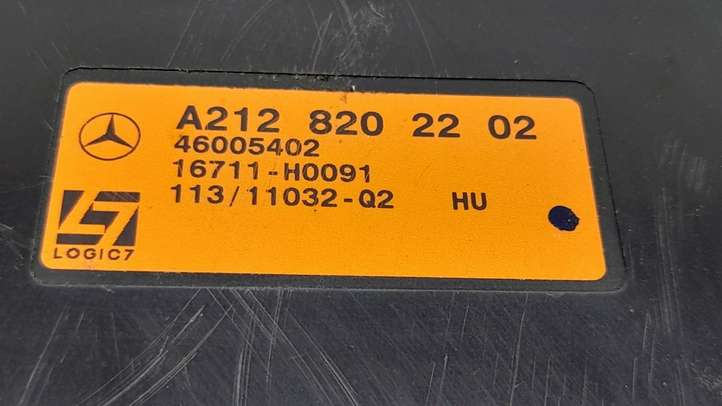 A212 820 22 02
46005402
16711-H0091
113/11032-Q2 HU
LOGIC7